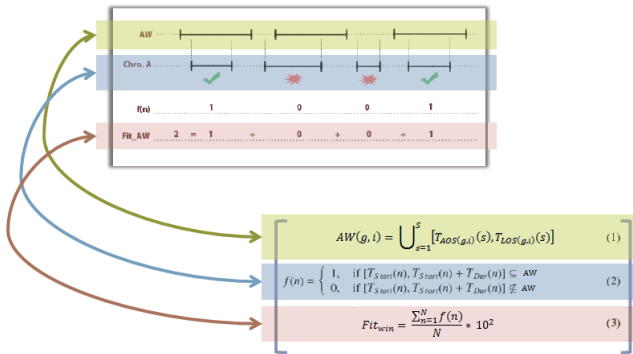 AW
Chro. A
f(n) 1 0 0 1
Fit_AW 2 = 1 + 0 + 0 + 1
AW(g, i) = ⋃_{s=1}^{S} [T_{AOS(g,i)}(s), T_{LOS(g,i)}(s)] (1)
f(n) = { 1, if [T_{Start}(n), T_{Start}(n) + T_{Dur}(n)] ⊆ AW
0, if [T_{Start}(n), T_{Start}(n) + T_{Dur}(n)] ⊈ AW (2)
Fit_{win} = \frac{∑_{n=1}^{N} f(n)}{N} * 10^2 (3)